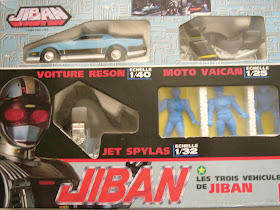 JIBAN
VOITURE RESON ECHELLE 1/40
MOTO VAICAN ECHELLE 1/25
JET SPYLAS ECHELLE 1/32
JIBAN
LES TROIS VEHICULE
DE JIBAN